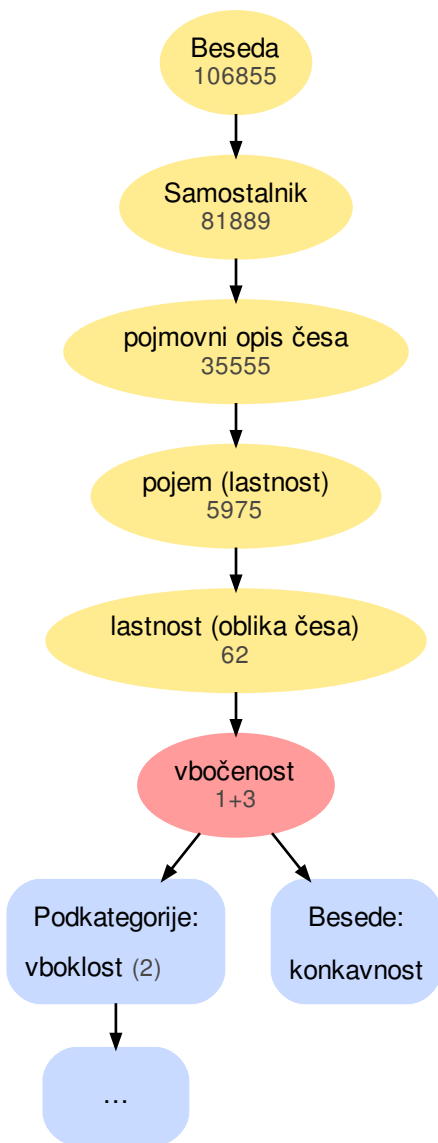 Beseda
106855
Samostalnik
81889
pojmovni opis česa
35555
pojem (lastnost)
5975
lastnost (oblika česa)
62
vbočenost
1+3
Podkategorije:
vboklost (2)
Besede:
konkavnost
...